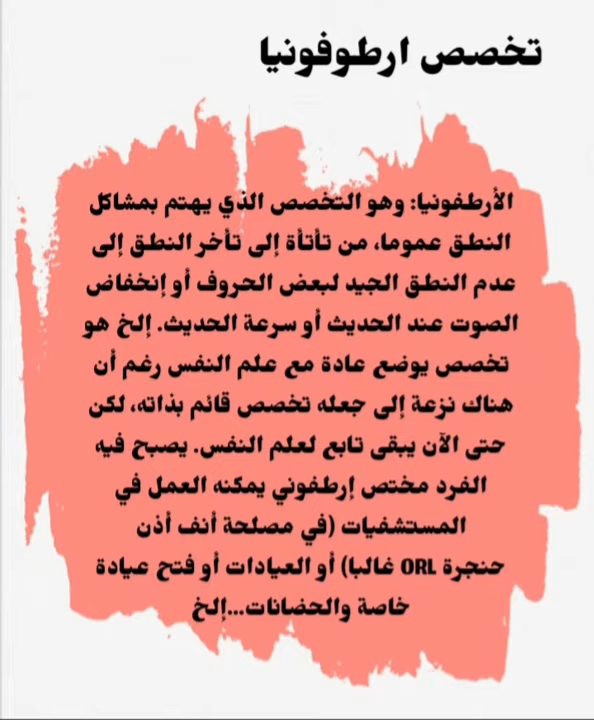 تخصص ارطوفونيا
الأرطفونيا: وهو التخصص الذي يهتم بمشاكل
النطق عموما، من تأتأة إلى تأخر النطق إلى
عدم النطق الجيد لبعض الحروف أو إنخفاض
الصوت عند الحديث أو سرعة الحديث. إلخ هو
تخصص يوضع عادة مع علم النفس رغم أن
هناك نزعة إلى جعله تخصص قائم بذاته، لكن
حتى الآن يبقى تابع لعلم النفس. يصبح فيه
الفرد مختص إرطفوني يمكنه العمل في
المستشفيات (في مصلحة أنف أذن
حنجرة ORL غالبا) أو العيادات أو فتح عيادة
خاصة والحضانات...إلخ